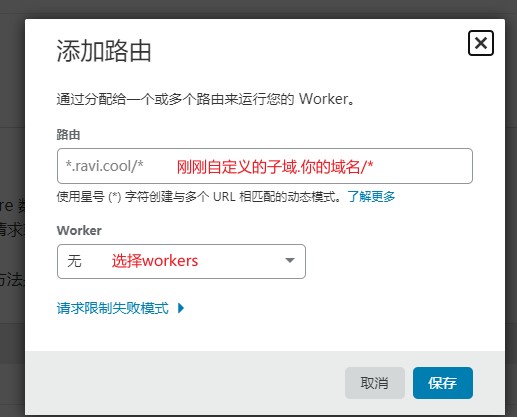 添加路由
通过分配给一个或多个路由来运行您的 Worker。
路由
*.ravi.cool/* 刚刚自定义的子域.你的域名/*
使用星号 (*) 字符创建与多个 URL 相匹配的动态模式。了解更多
Worker
无 选择workers
请求限制失败模式
取消 保存